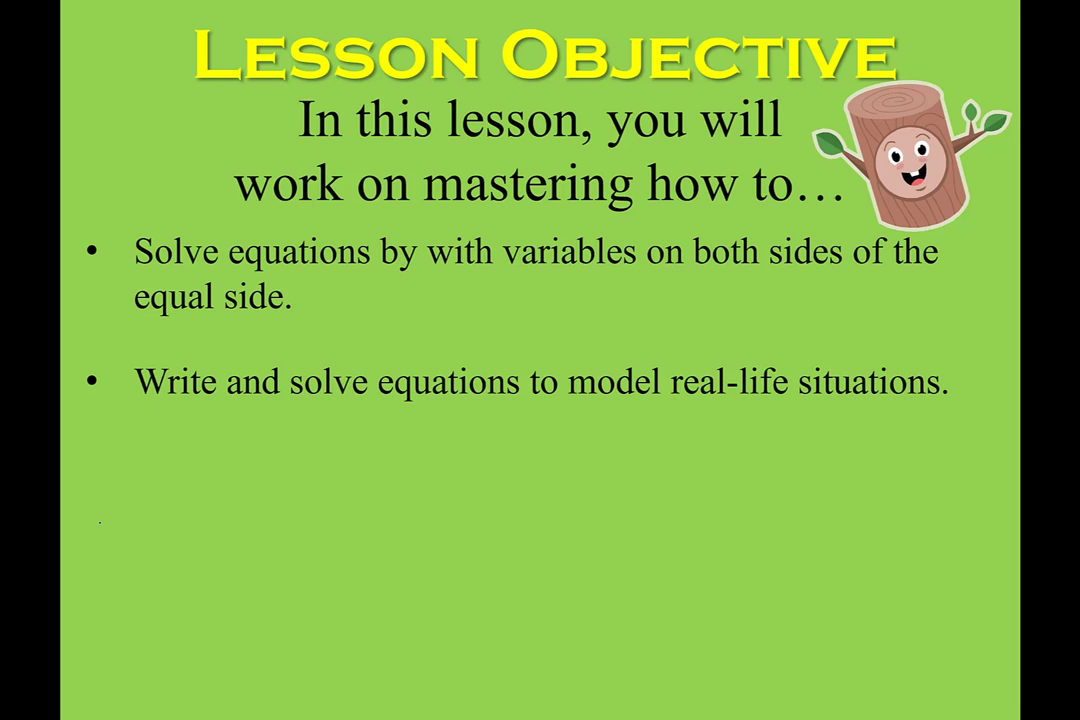 LESSON OBJECTIVE
In this lesson, you will
work on mastering how to…
• Solve equations by with variables on both sides of the
equal side.
• Write and solve equations to model real-life situations.
.